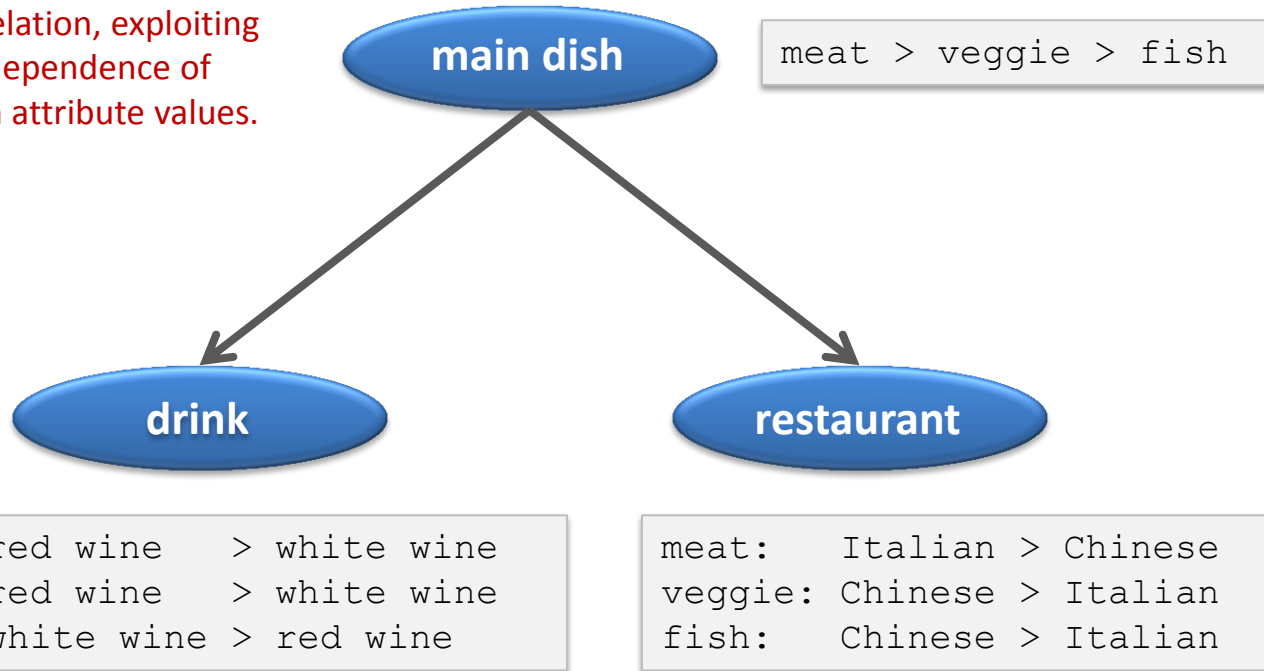 elation, exploiting
dependence of
attribute values.
main dish
meat > veggie > fish
drink
restaurant
red wine > white wine
red wine > white wine
white wine > red wine
meat: Italian > Chinese
veggie: Chinese > Italian
fish: Chinese > Italian